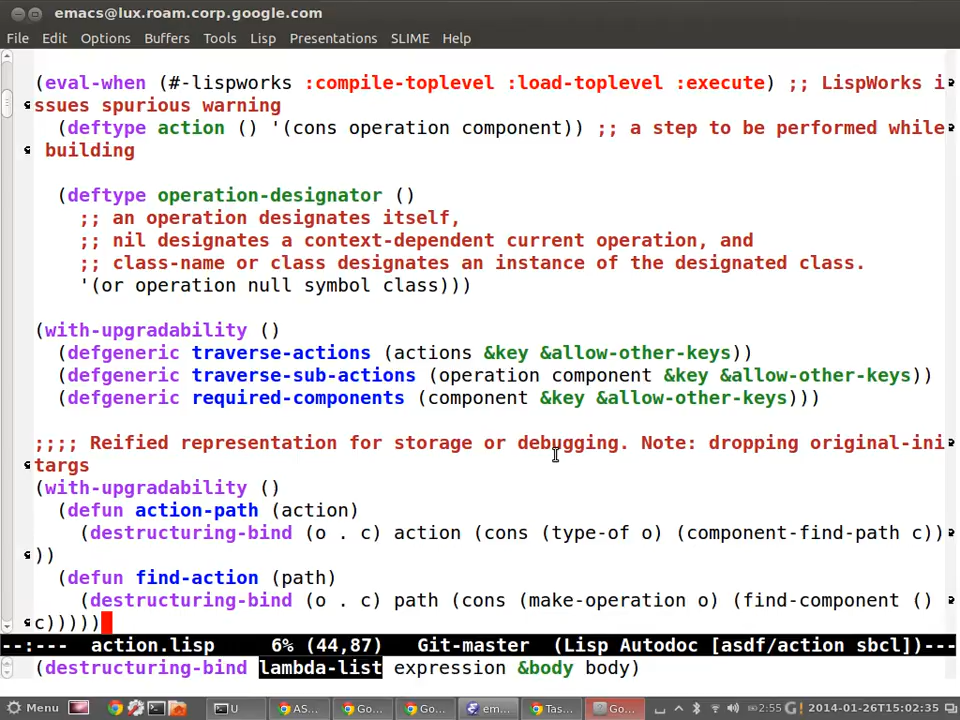 emacs@lux.roam.corp.google.com
File Edit Options Buffers Tools Lisp Presentations SLIME Help
(eval-when (#-lispworks :compile-toplevel :load-toplevel :execute) ;; LispWorks i
ssues spurious warning
(deftype action () '(cons operation component)) ;; a step to be performed while
building
(deftype operation-designator ()
;; an operation designates itself,
;; nil designates a context-dependent current operation, and
;; class-name or class designates an instance of the designated class.
'(or operation null symbol class)))
(with-upgradability ()
(defgeneric traverse-actions (actions &key &allow-other-keys))
(defgeneric traverse-sub-actions (operation component &key &allow-other-keys))
(defgeneric required-components (component &key &allow-other-keys)))
;;;; Reified representation for storage or debugging. Note: dropping original-ini
targs
(with-upgradability ()
(defun action-path (action)
(destructuring-bind (o . c) action (cons (type-of o) (component-find-path c))
))
(defun find-action (path)
(destructuring-bind (o . c) path (cons (make-operation o) (find-component ()
c)))))
--:--- action.lisp 6% (44,87) Git-master (Lisp Autodoc [asdf/action sbcl])---
(destructuring-bind lambda-list expression &body body)
Menu U AS... Go... Go... em... Tas... Go... 2:55 2014-01-26T15:02:35